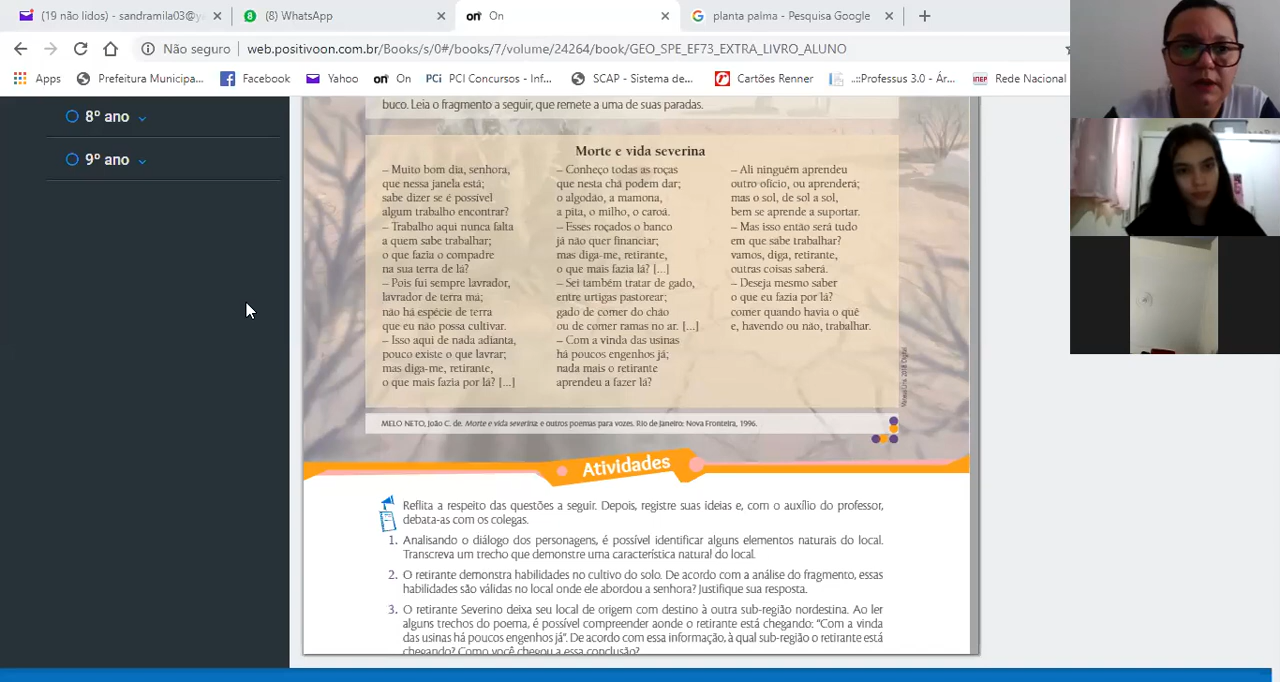 (19 não lidos) - sandramila03@y
(8) WhatsApp
On
planta palma - Pesquisa Google
Não seguro
web.positivoon.com.br/Books/s/0#/books/7/volume/24264/book/GEO_SPE_EF73_EXTRA_LIVRO_ALUNO
Apps
Prefeitura Municipa...
Facebook
Yahoo
On
PCI Concursos - Inf...
SCAP - Sistema de...
Cartões Renner
..::Professus 3.0 - Ár...
Rede Nacional
8º ano
9º ano
buco. Leia o fragmento a seguir, que remete a uma de suas paradas.
Morte e vida severina
– Muito bom dia, senhora,
que nessa janela está;
sabe dizer se é possível
algum trabalho encontrar?
– Trabalho aqui nunca falta
a quem sabe trabalhar;
o que fazia o compadre
na sua terra de lá?
– Pois fui sempre lavrador,
lavrador de terra má;
não há espécie de terra
que eu não possa cultivar.
– Isso aqui de nada adianta,
pouco existe o que lavrar;
mas diga-me, retirante,
o que mais fazia por lá? [...]
– Conheço todas as roças
que nesta chã podem dar;
o algodão, a mamona,
a pita, o milho, o caroá.
– Esses roçados o banco
já não quer financiar;
mas diga-me, retirante,
o que mais fazia lá? [...]
– Sei também tratar de gado,
entre urtigas pastorear;
gado de comer do chão
ou de comer ramas no ar. [...]
– Com a vinda das usinas
há poucos engenhos já;
nada mais o retirante
aprendeu a fazer lá?
– Ali ninguém aprendeu
outro ofício, ou aprenderá;
mas o sol, de sol a sol,
bem se aprende a suportar.
– Mas isso então será tudo
em que sabe trabalhar?
vamos, diga, retirante,
outras coisas saberá.
– Deseja mesmo saber
o que eu fazia por lá?
comer quando havia o quê
e, havendo ou não, trabalhar.
MELO NETO, João C. de. Morte e vida severina e outros poemas para vozes. Rio de Janeiro: Nova Fronteira, 1996.
Atividades
Reflita a respeito das questões a seguir. Depois, registre suas ideias e, com o auxílio do professor,
debata-as com os colegas.
1. Analisando o diálogo dos personagens, é possível identificar alguns elementos naturais do local.
Transcreva um trecho que demonstre uma característica natural do local.
2. O retirante demonstra habilidades no cultivo do solo. De acordo com a análise do fragmento, essas
habilidades são válidas no local onde ele abordou a senhora? Justifique sua resposta.
3. O retirante Severino deixa seu local de origem com destino à outra sub-região nordestina. Ao ler
alguns trechos do poema, é possível compreender aonde o retirante está chegando: “Com a vinda
das usinas há poucos engenhos já”. De acordo com essa informação, à qual sub-região o retirante está
chegando? Como você chegou a essa conclusão?